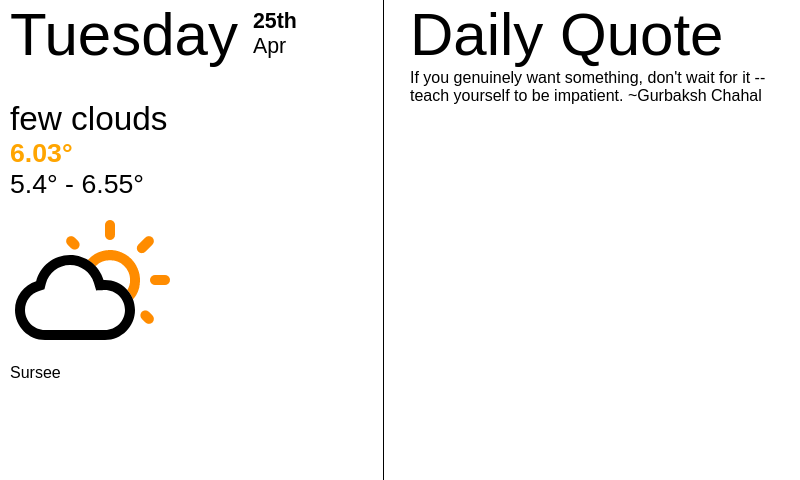 Tuesday
25th
Apr
few clouds
6.03°
5.4° - 6.55°
Sursee
Daily Quote
If you genuinely want something, don't wait for it --
teach yourself to be impatient. ~Gurbaksh Chahal